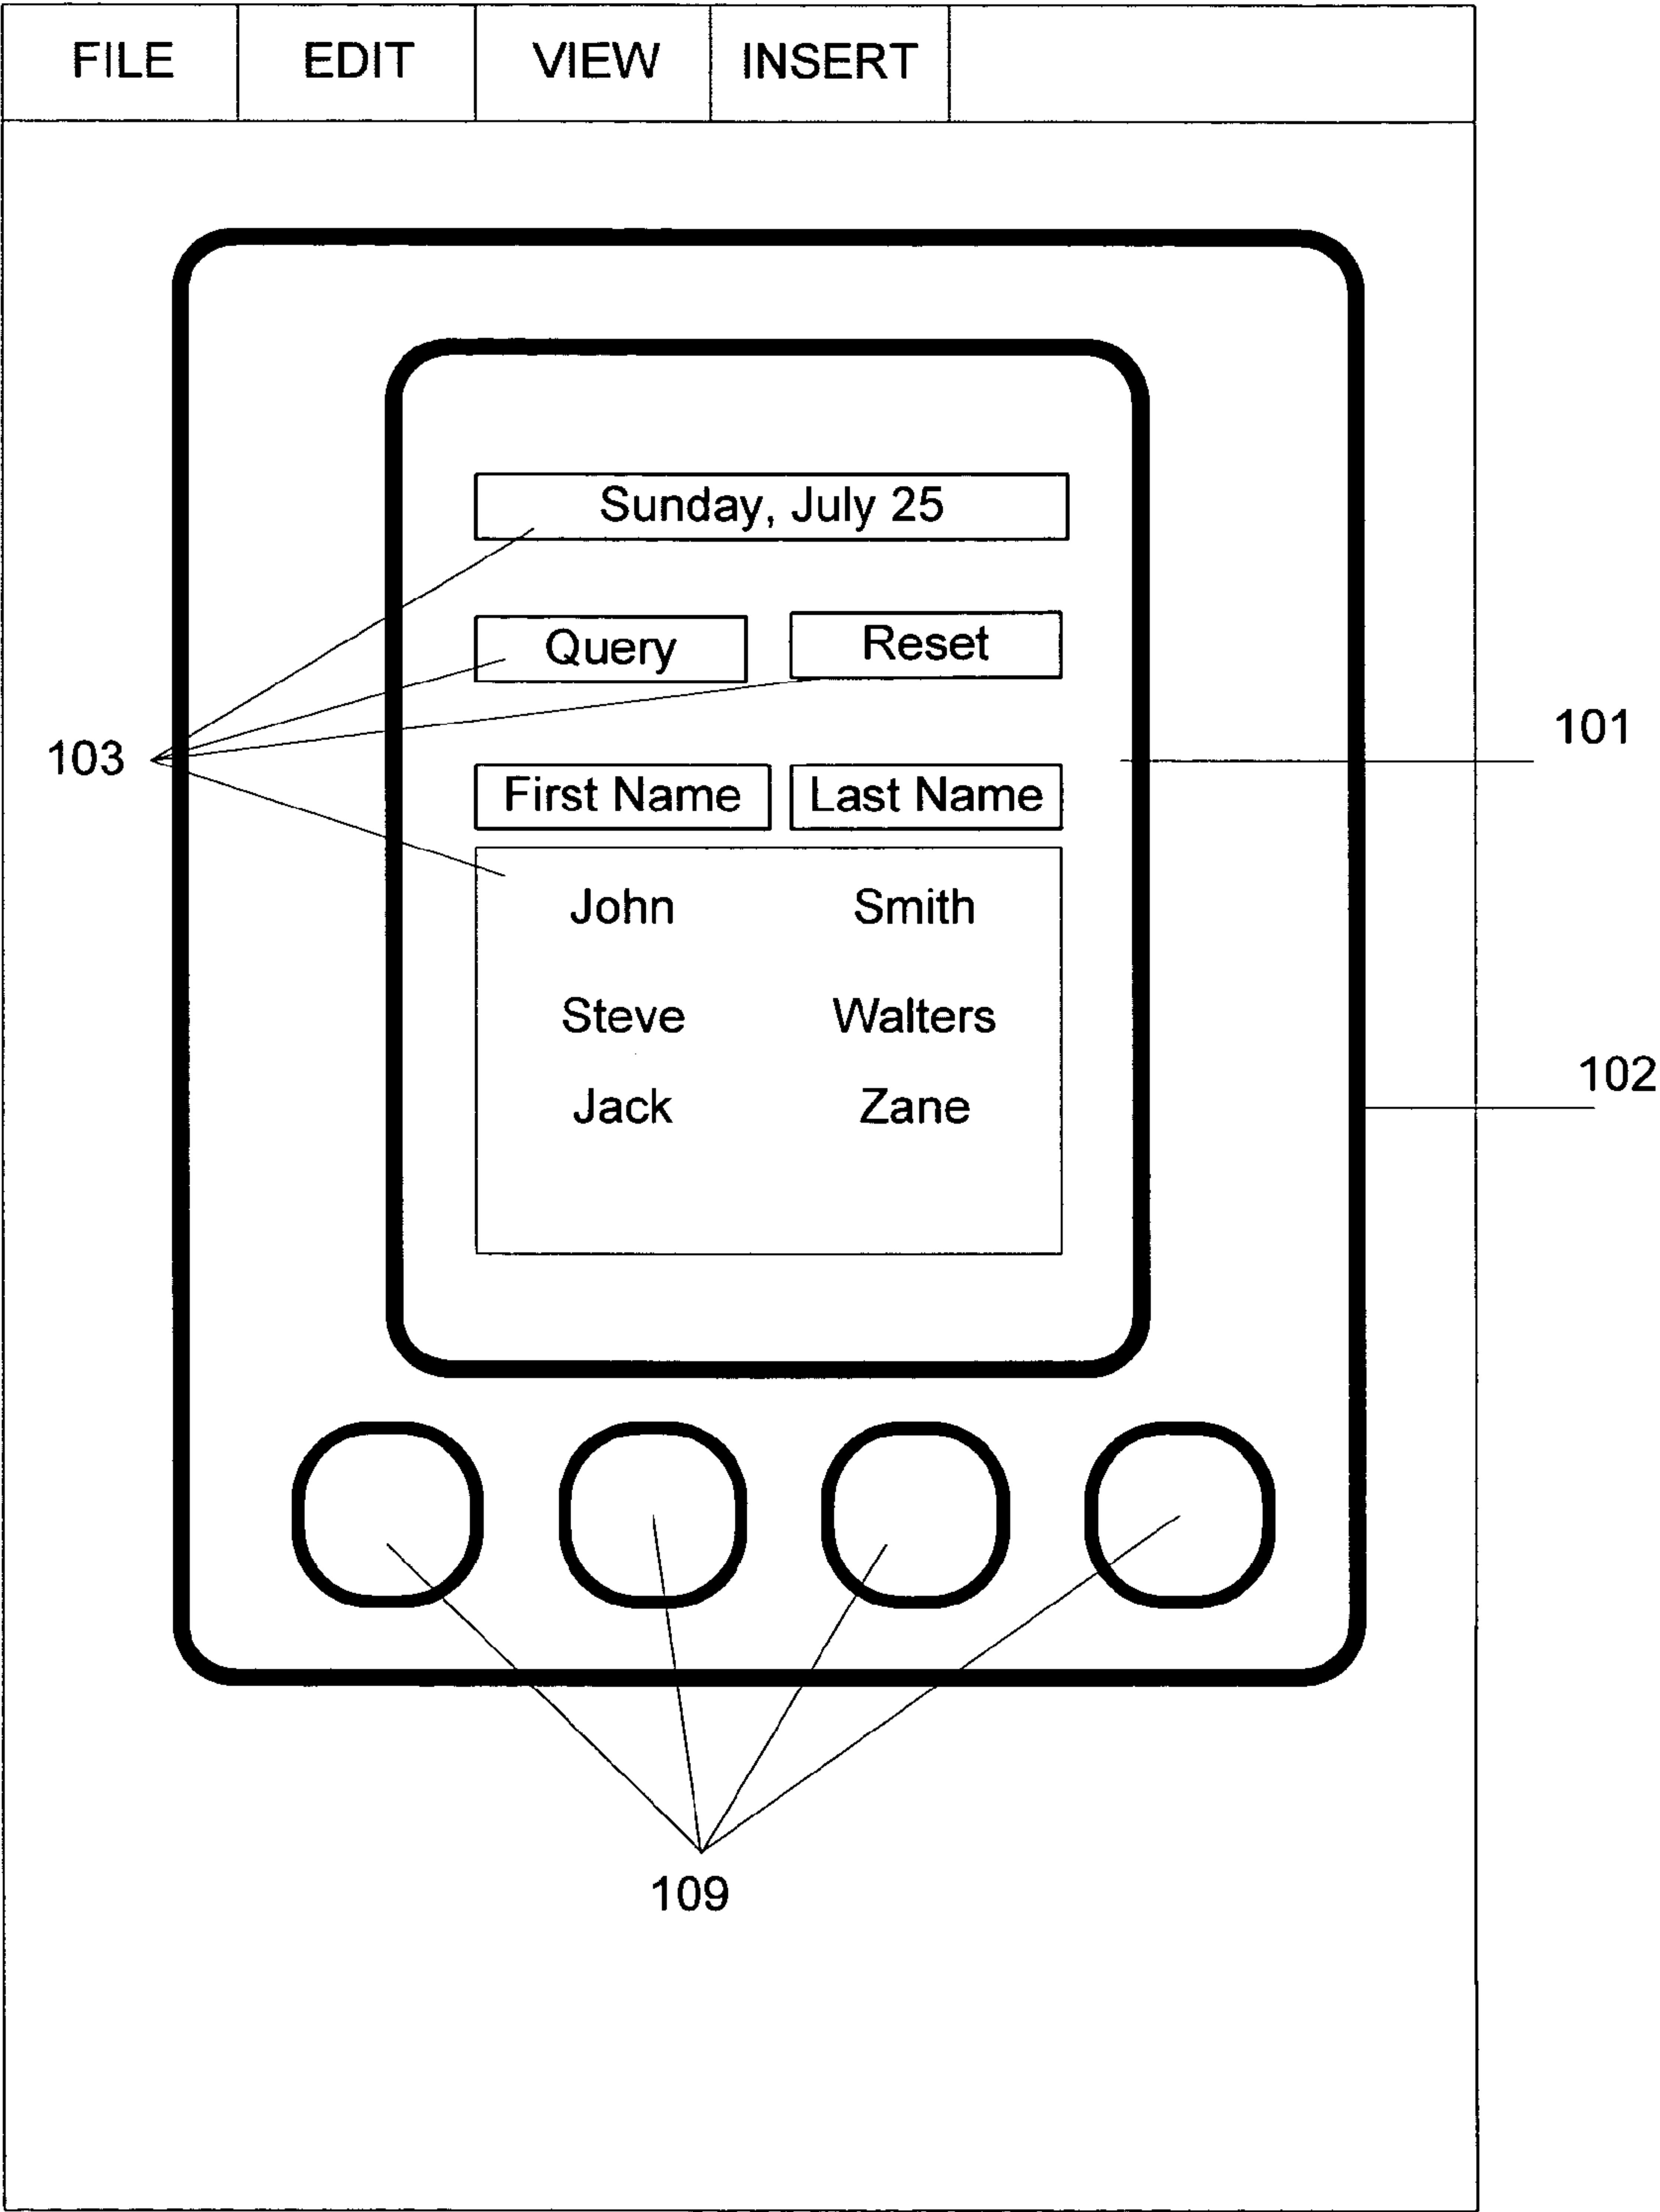 FILE EDIT VIEW INSERT
Sunday, July 25
Query Reset
101
103
First Name Last Name
John Smith
Steve Walters
102
Jack Zane
109